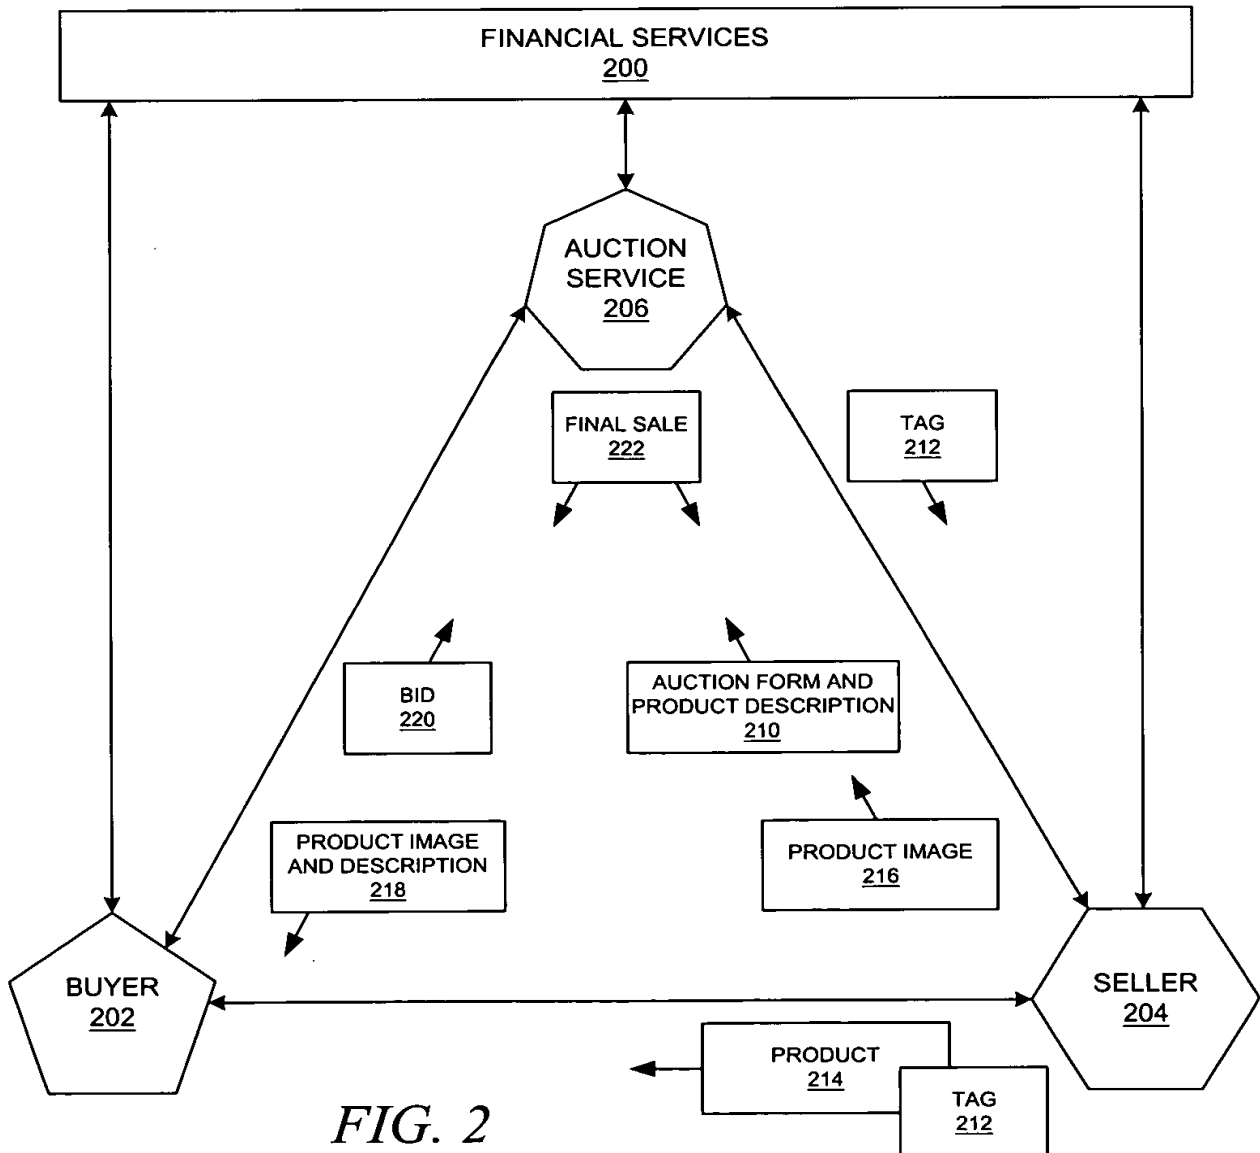 FINANCIAL SERVICES
200
AUCTION
SERVICE
206
FINAL SALE
222
TAG
212
BID
220
AUCTION FORM AND
PRODUCT DESCRIPTION
210
PRODUCT IMAGE
AND DESCRIPTION
218
PRODUCT IMAGE
216
BUYER
202
SELLER
204
PRODUCT
214
TAG
212
FIG. 2